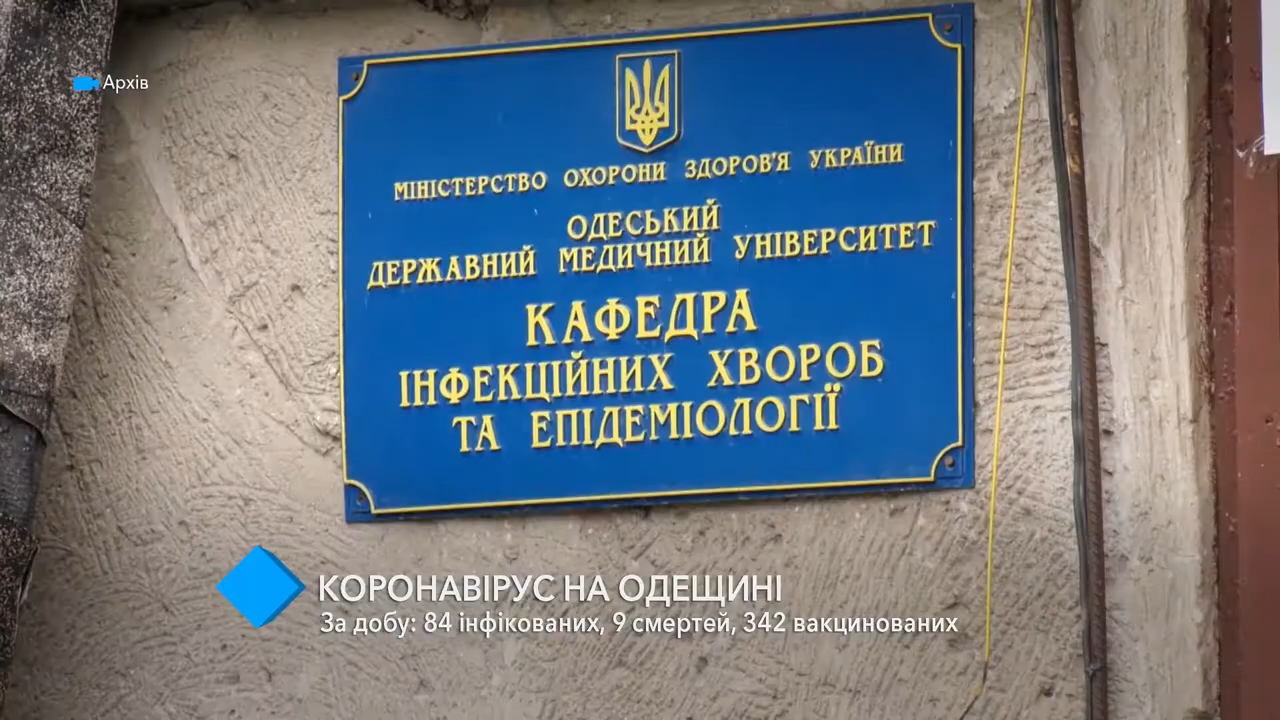 Архів
МІНІСТЕРСТВО ОХОРОНИ ЗДОРОВ'Я УКРАЇНИ
ОДЕСЬКИЙ
ДЕРЖАВНИЙ МЕДИЧНИЙ УНІВЕРСИТЕТ
КАФЕДРА
ІНФЕКЦІЙНИХ ХВОРОБ
ТА ЕПІДЕМІОЛОГІЇ
КОРОНАВІРУС НА ОДЕЩИНІ
За добу: 84 інфікованих, 9 смертей, 342 вакцинованих